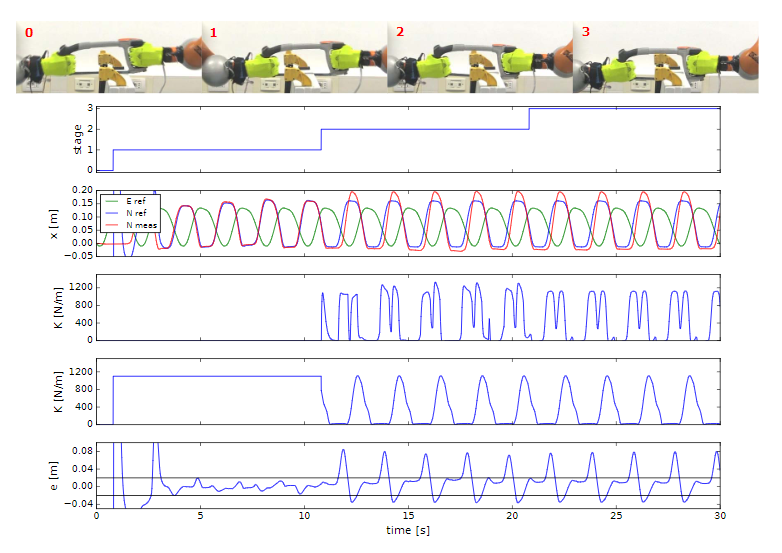 0 1 2 3
stage
3
2
1
0
x [m]
0.20
0.15
0.10
0.05
0.00
−0.05
E ref
N ref
N meas
K [N/m]
1200
800
400
0
K [N/m]
1200
800
400
0
e [m]
0.08
0.04
0.00
−0.04
0 5 10 15 20 25 30
time [s]